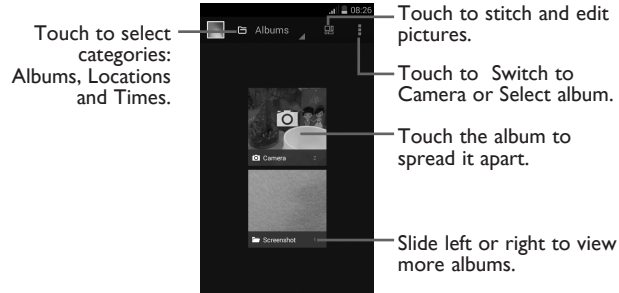 08:26
Albums
Touch to select
categories:
Albums, Locations
and Times.
Touch to stitch and edit
pictures.
Touch to  Switch to
Camera or Select album.
Touch the album to
spread it apart.
Camera
Screenshot
Slide left or right to view
more albums.